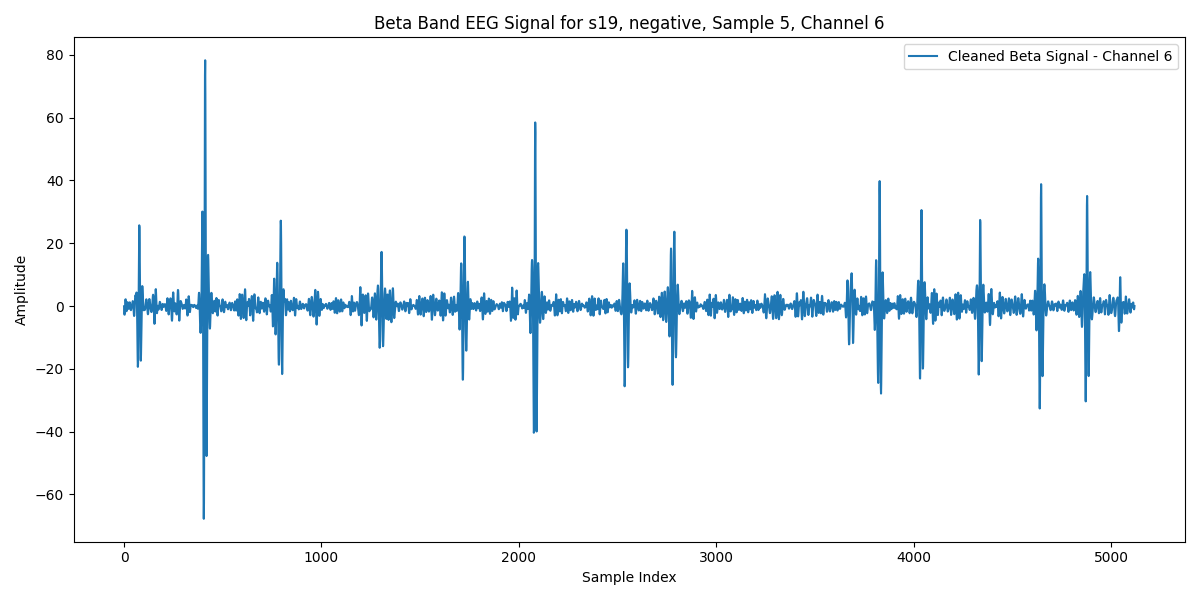 Beta Band EEG Signal for s19, negative, Sample 5, Channel 6
Cleaned Beta Signal - Channel 6
80
60
40
20
0
−20
−40
−60
Amplitude
0 1000 2000 3000 4000 5000
Sample Index